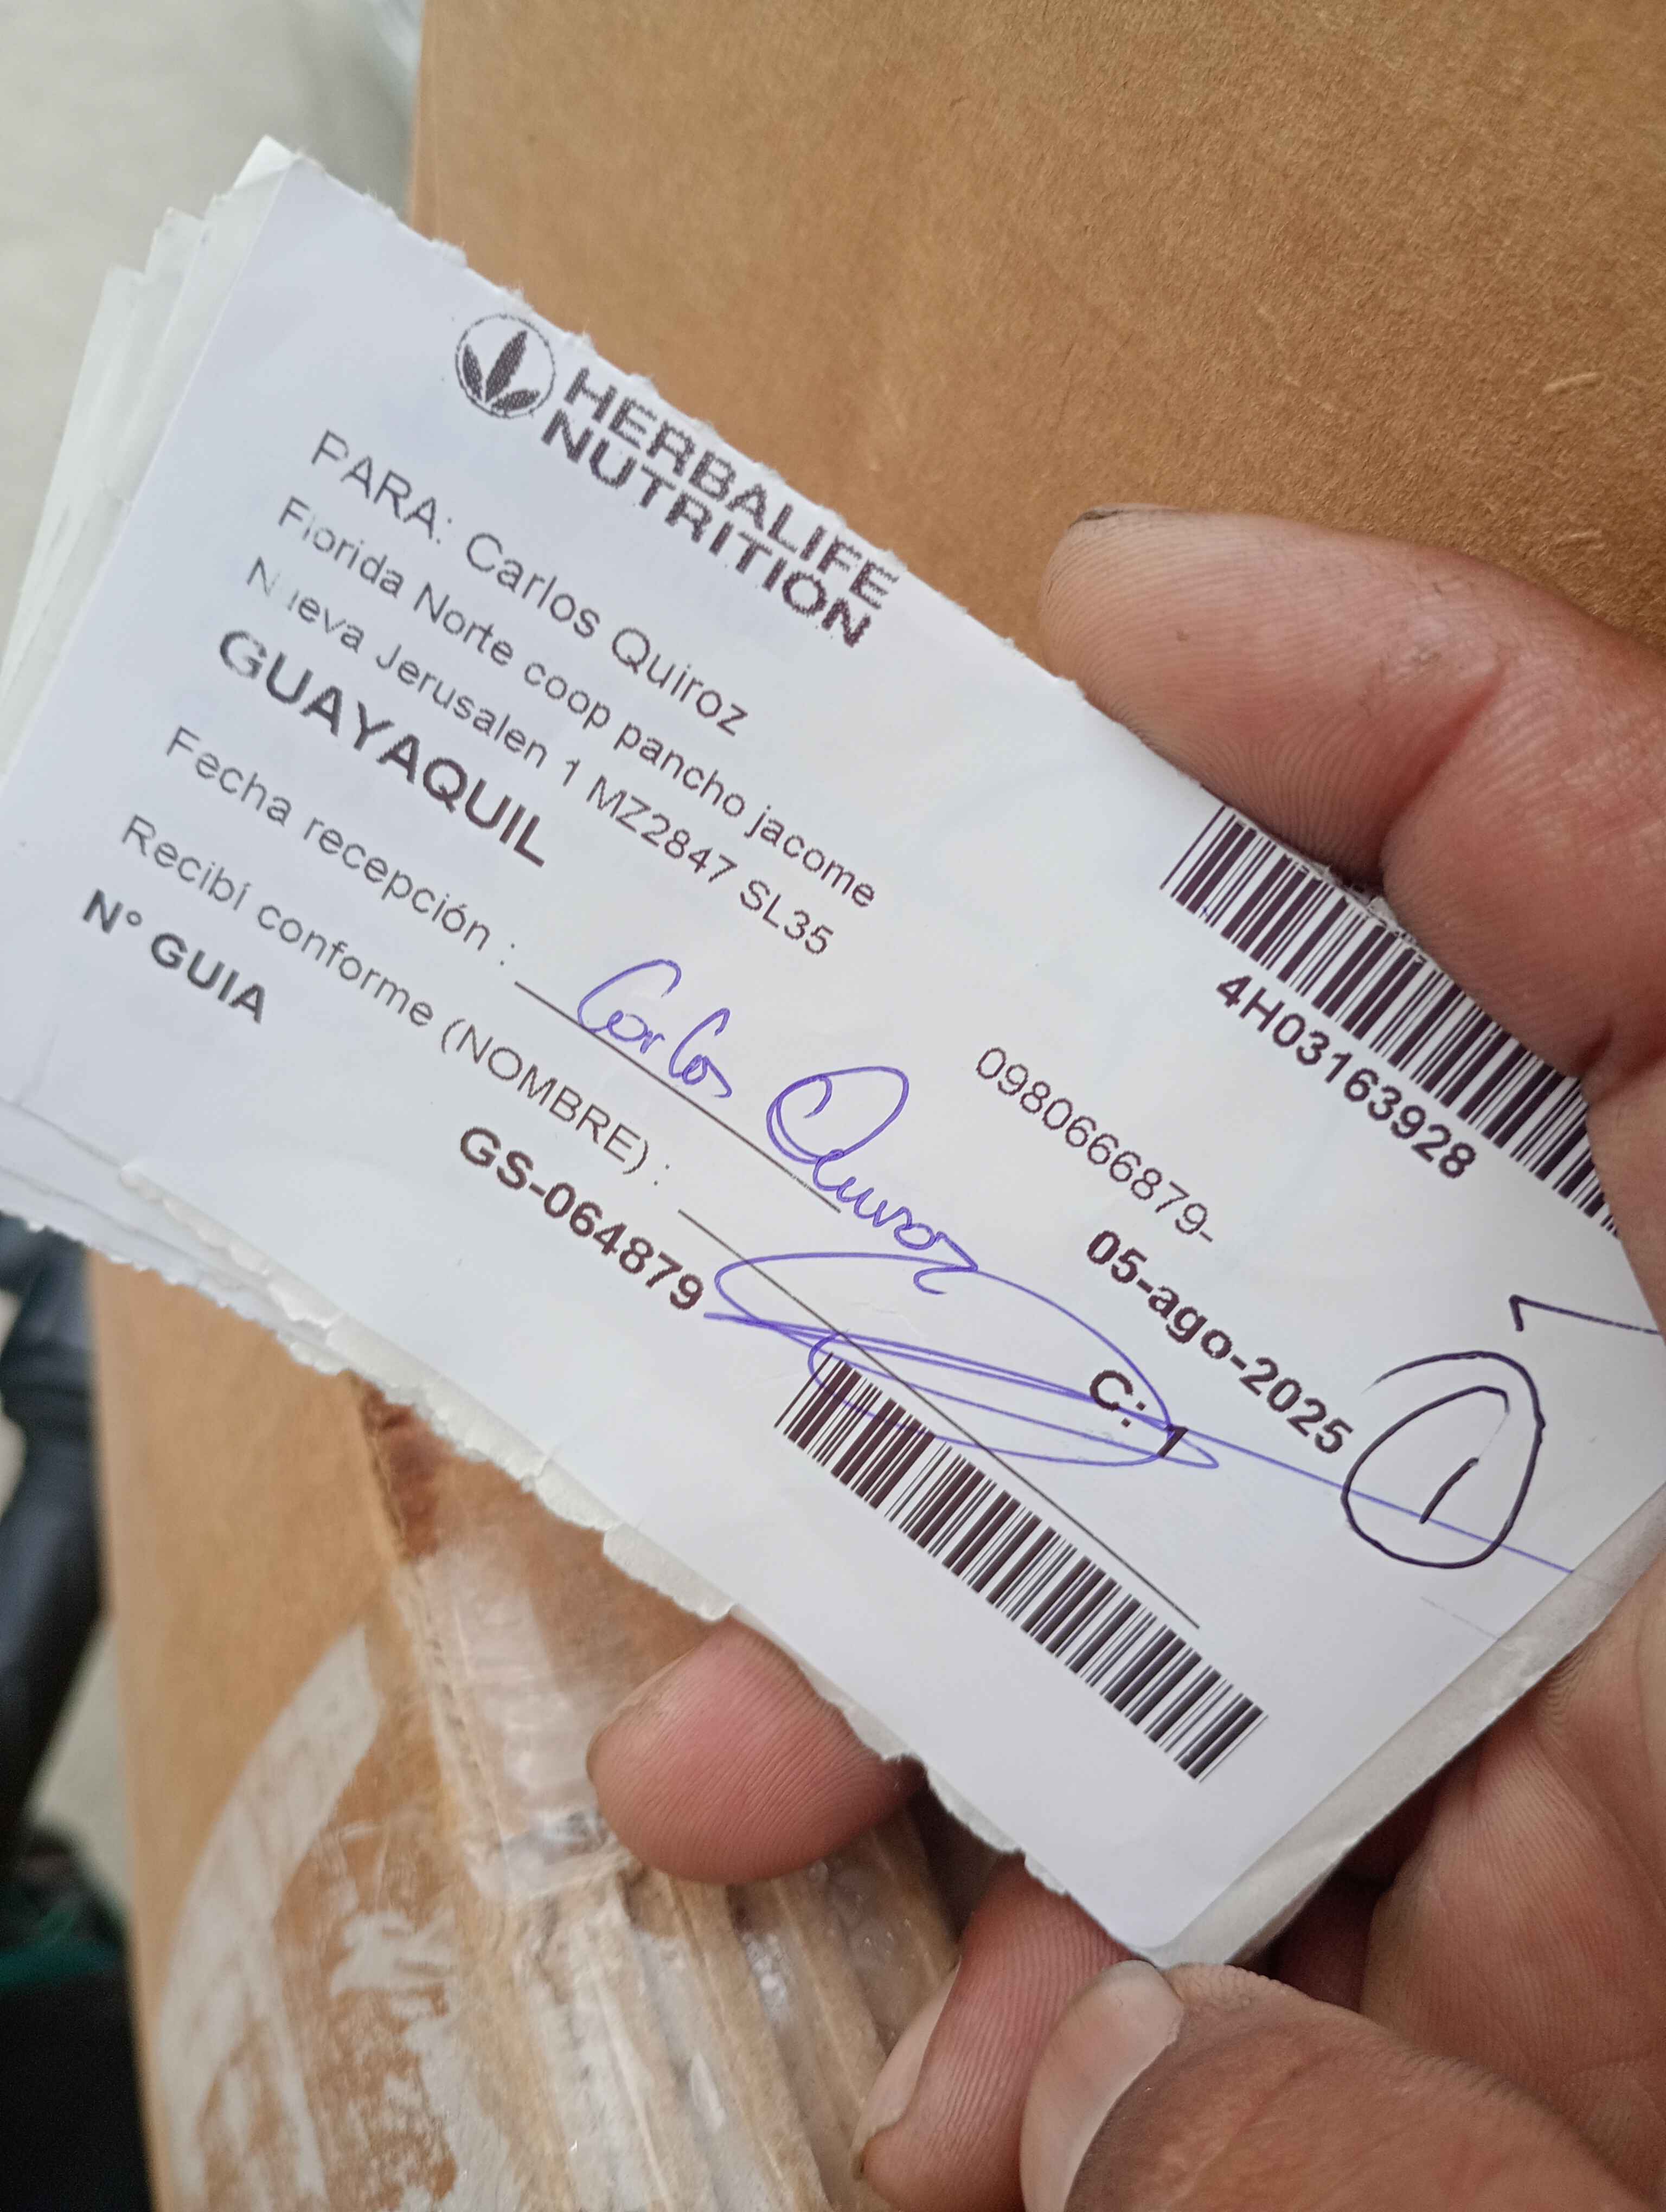 HERBALIFE
NUTRITION
4H03163928
PARA: Carlos Quiroz
Florida Norte coop pancho jacome
Nueva Jerusalen 1 MZ2847 SL35
GUAYAQUIL
0980666879-
05-ago-2025
Fecha recepción : Carlos Quiroz
Recibí conforme (NOMBRE) :
C: 1
1
N° GUIA GS-064879